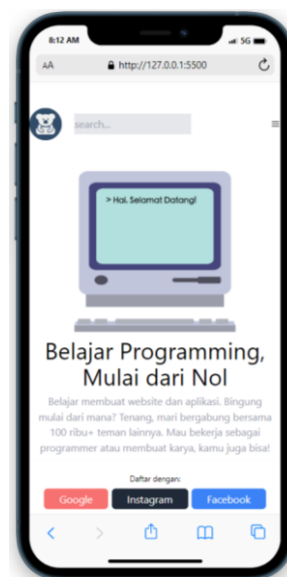 8:12 AM
5G
AA http://127.0.0.1:5500
search...
> Hai, Selamat Datang!
Belajar Programming,
Mulai dari Nol
Belajar membuat website dan aplikasi. Bingung
mulai dari mana? Tenang, mari bergabung bersama
100 ribu+ teman lainnya. Mau bekerja sebagai
programmer atau membuat karya, kamu juga bisa!
Daftar dengan:
Google Instagram Facebook